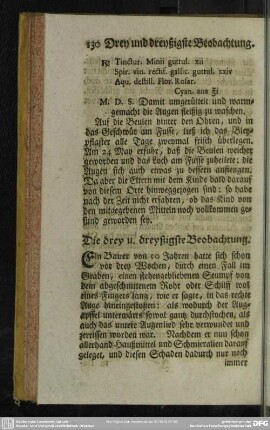 130 Drey und dreyßigste Beobachtung.
Tinctur. Minii guttul. xii
Spir. vin. rectif. gallic. guttul. xxiv
Aqu. destill. Flor. Rosar.
Cyan. ana ℥i
M. D. S. Damit umgerüttelt und warm
gemacht die Augen fleißig zu waschen.
Auf die Beulen hinter den Ohren, und in
das Geschwür am Fusse, ließ ich das Bley-
pflaster alle Tage zweymal frisch überlegen.
Am 24 May erfuhr, daß die Beulen weicher
geworden und das Loch am Fusse zuheilete; die
Augen sich auch etwas zu bessern anfiengen.
Da aber die Eltern mit dem Kinde bald darauf
von diesem Orte hinweggezogen sind: so habe
nach der Zeit nicht erfahren, ob das Kind von
den mitgegebenen Mitteln noch vollkommen ge-
sund geworden sey.
Die drey u. dreyßigste Beobachtung.
Ein Bauer von 50 Jahren hatte sich schon
vor drey Wochen, durch einen Fall im
Graben, einen stehengebliebenen Stumpf von
dem abgeschnittenem Rohr oder Schilff wol
eines Fingers lang, wie er sagte, in das rechte
Auge hineingestoßen: als wodurch der Aug-
apffel unterwärts sowol ganz durchstochen, als
auch das untere Augenlied sehr verwundet und
zerrissen worden war. Nachdem er nun schon
allerhand Haußmittel und Schmieralien darauf
geleget, und diesen Schaden dadurch nur noch
immer